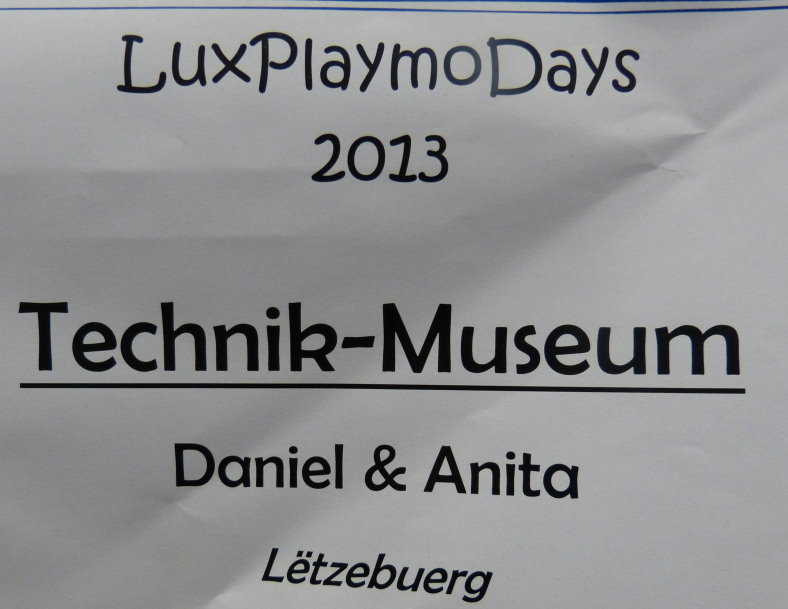 LuxPlaymoDays
2013
Technik-Museum
Daniel & Anita
Lëtzebuerg